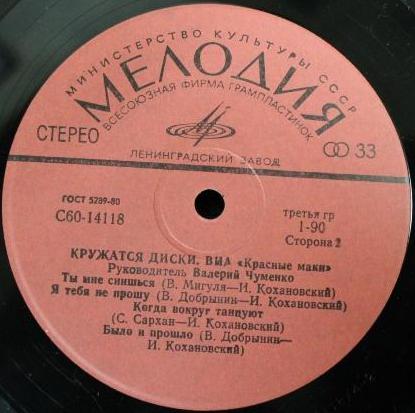 МИНИСТЕРСТВО КУЛЬТУРЫ СССР
МЕЛОДИЯ
ВСЕСОЮЗНАЯ ФИРМА ГРАМПЛАСТИНОК
СТЕРЕО
33
ЛЕНИНГРАДСКИЙ ЗАВОД
ГОСТ 5289-80
С60-14118
третья гр
1-90
Сторона 2
КРУЖАТСЯ ДИСКИ. ВИА «Красные маки»
Руководитель Валерий Чуменко
Ты мне снишься (В. Мигуля—И. Кохановский)
Я тебя не прошу (В. Добрынин—И. Кохановский)
Когда вокруг танцуют
(С. Сархан—И. Кохановский)
Было и прошло (В. Добрынин—
И. Кохановский)